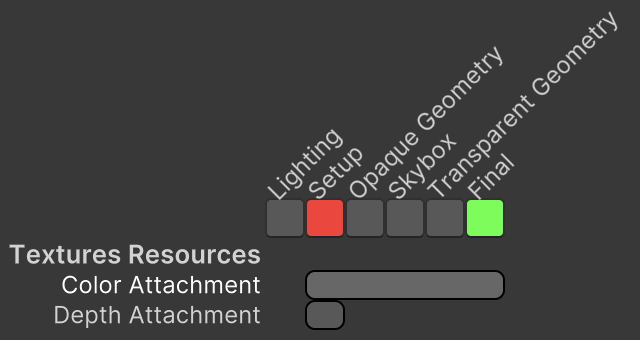 Lighting
Setup
Opaque Geometry
Skybox
Transparent Geometry
Final
Textures Resources
Color Attachment
Depth Attachment